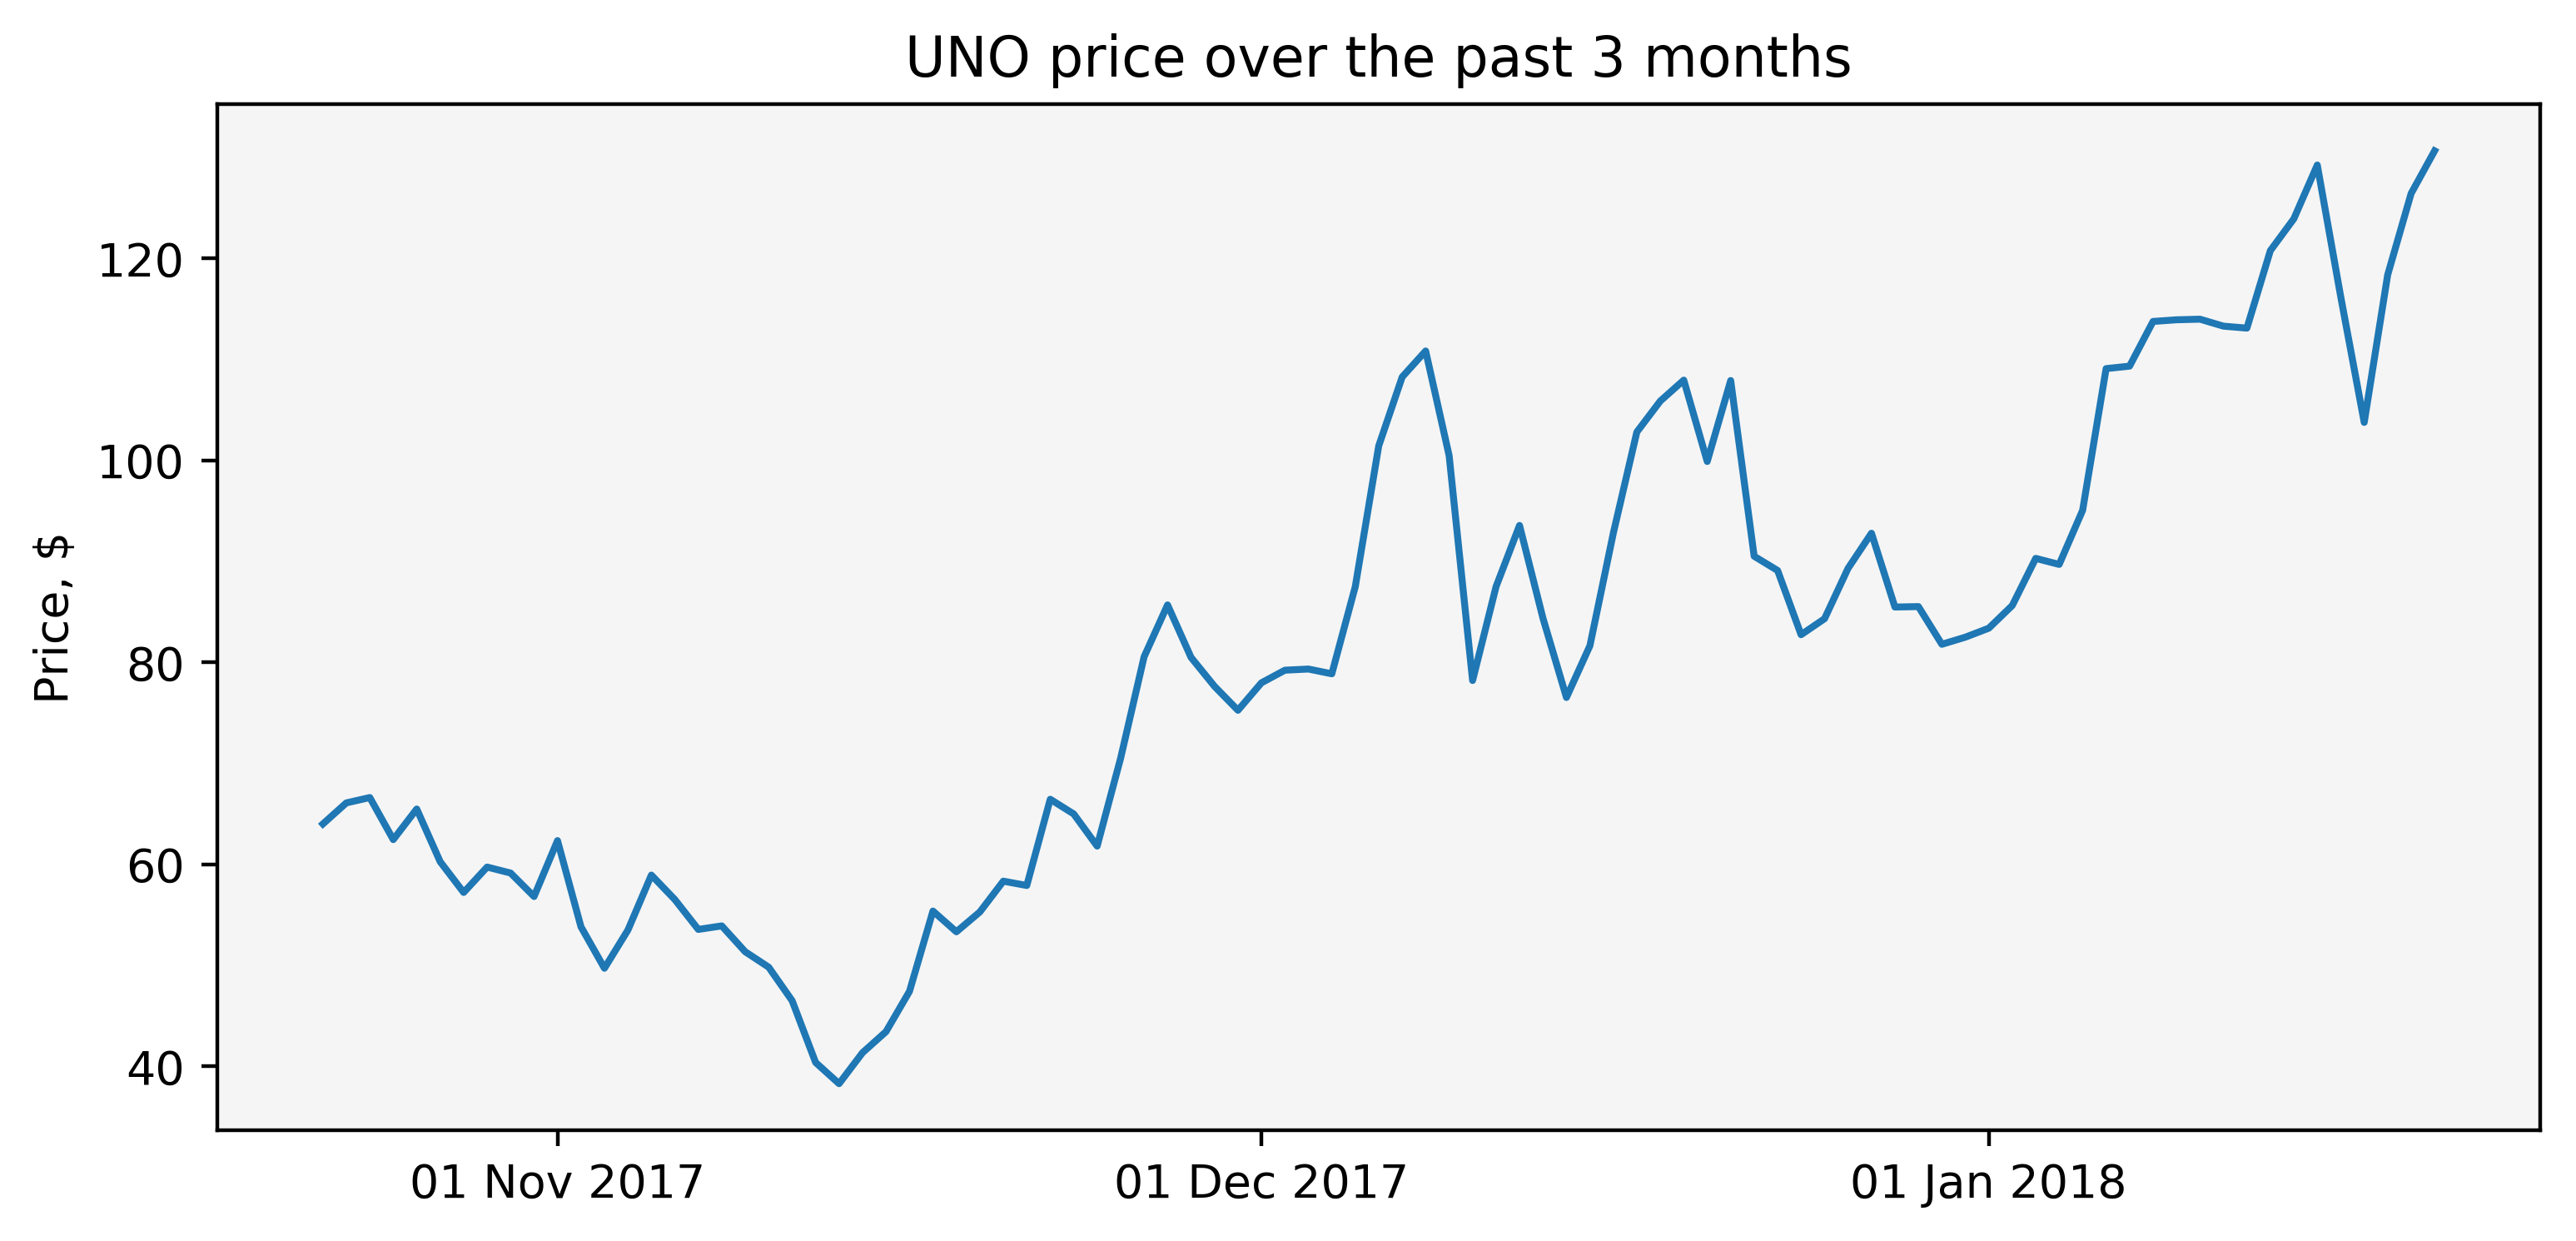 UNO price over the past 3 months
Price, $
120
100
80
60
40
01 Nov 2017
01 Dec 2017
01 Jan 2018